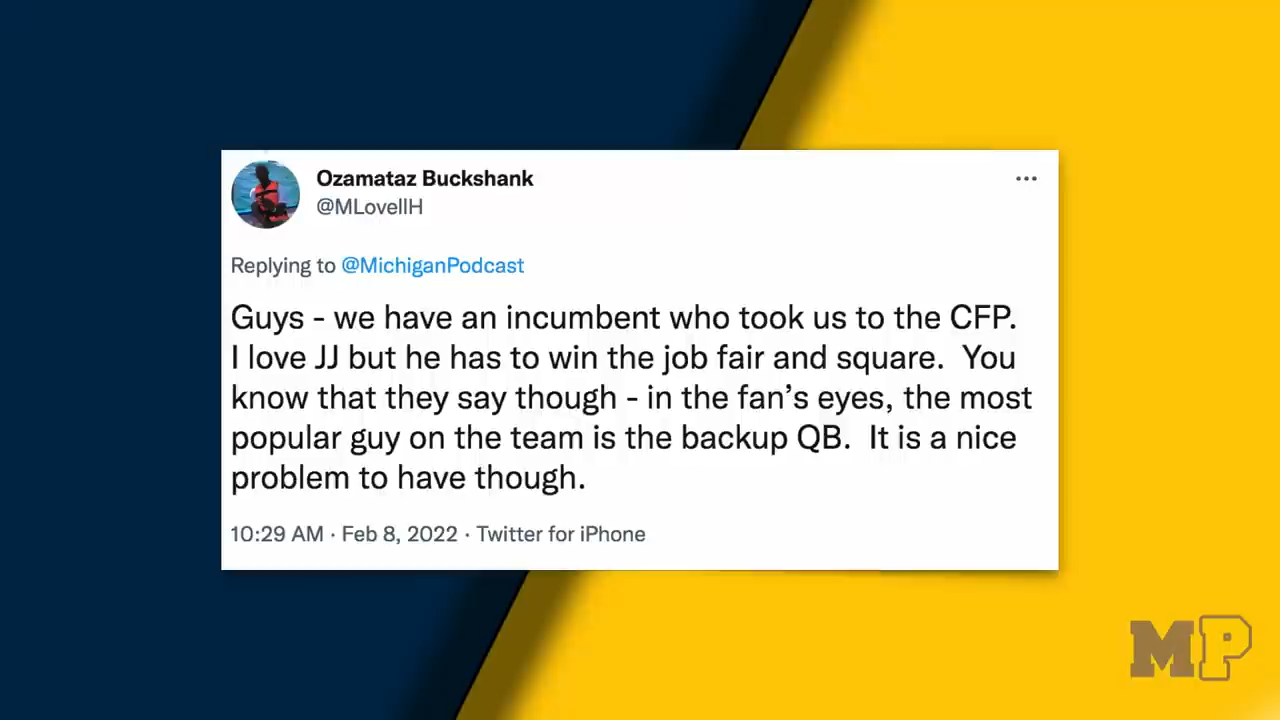 Ozamataz Buckshank
@MLovellH
Replying to @MichiganPodcast
Guys - we have an incumbent who took us to the CFP.
I love JJ but he has to win the job fair and square.  You
know that they say though - in the fan’s eyes, the most
popular guy on the team is the backup QB.  It is a nice
problem to have though.
10:29 AM · Feb 8, 2022 · Twitter for iPhone
MP